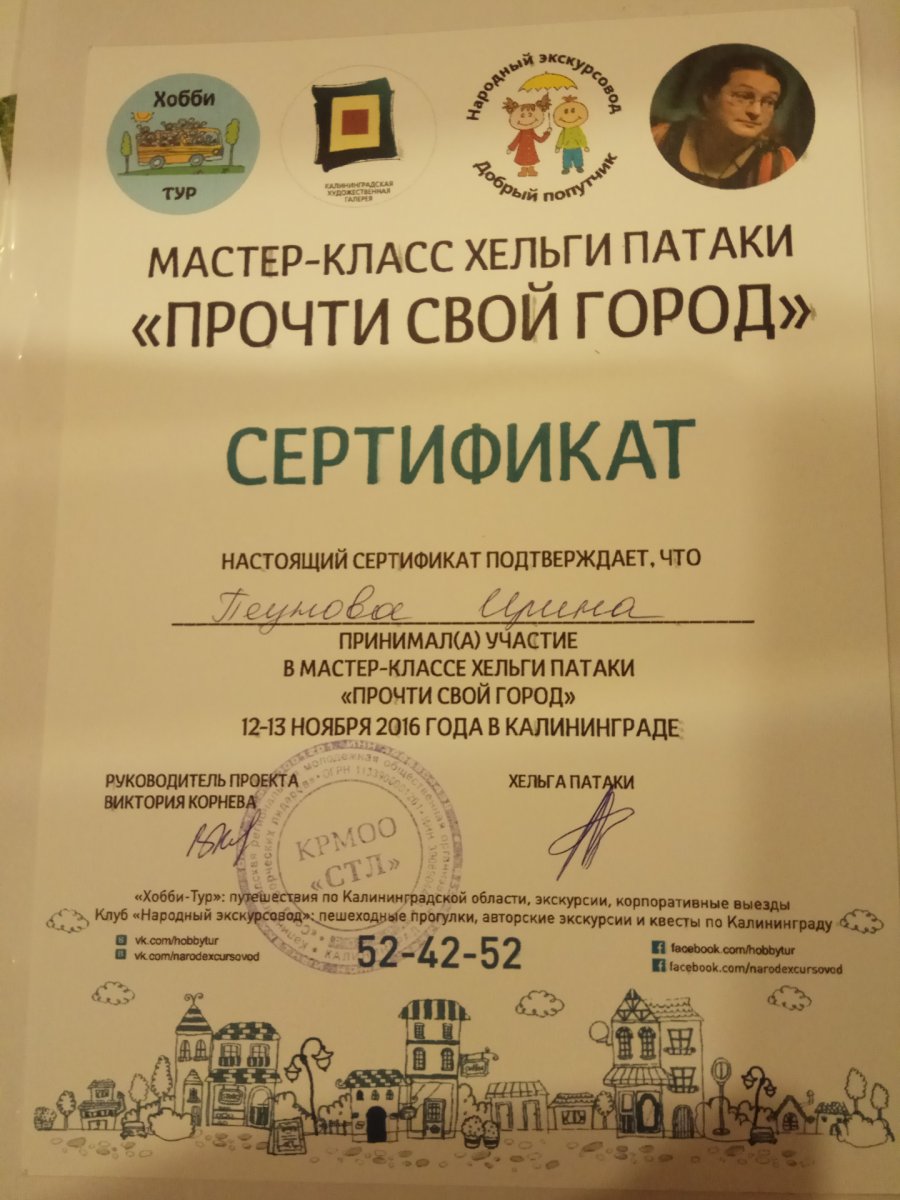 Хобби
ТУР
КАЛИНИНГРАДСКАЯ
ХУДОЖЕСТВЕННАЯ
ГАЛЕРЕЯ
Народный экскурсовод
Добрый попутчик
МАСТЕР-КЛАСС ХЕЛЬГИ ПАТАКИ
«ПРОЧТИ СВОЙ ГОРОД»
СЕРТИФИКАТ
НАСТОЯЩИЙ СЕРТИФИКАТ ПОДТВЕРЖДАЕТ, ЧТО
Ирина
ПРИНИМАЛ(А) УЧАСТИЕ
В МАСТЕР-КЛАССЕ ХЕЛЬГИ ПАТАКИ
«ПРОЧТИ СВОЙ ГОРОД»
12-13 НОЯБРЯ 2016 ГОДА В КАЛИНИНГРАДЕ
РУКОВОДИТЕЛЬ ПРОЕКТА
ВИКТОРИЯ КОРНЕВА
ХЕЛЬГА ПАТАКИ
молодежная общественная
КРМОО
«СТЛ»
«Хобби-Тур»: путешествия по Калининградской области, экскурсии, корпоративные выезды
Клуб «Народный экскурсовод»: пешеходные прогулки, авторские экскурсии и квесты по Калининграду
vk.com/hobbytur
vk.com/narodexcursovod
52-42-52
facebook.com/hobbytur
facebook.com/narodexcursovod